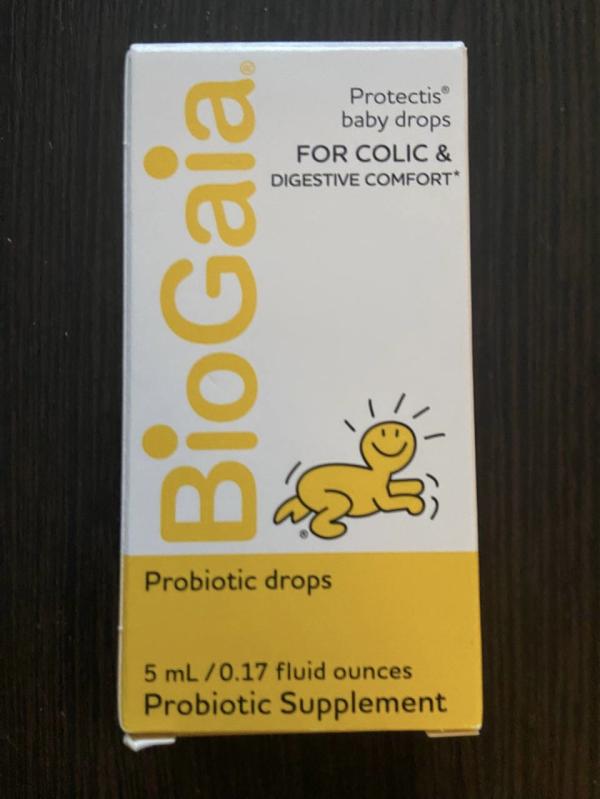 BioGaia®
Protectis®
baby drops
FOR COLIC &
DIGESTIVE COMFORT*
®
Probiotic drops
5 mL / 0.17 fluid ounces
Probiotic Supplement